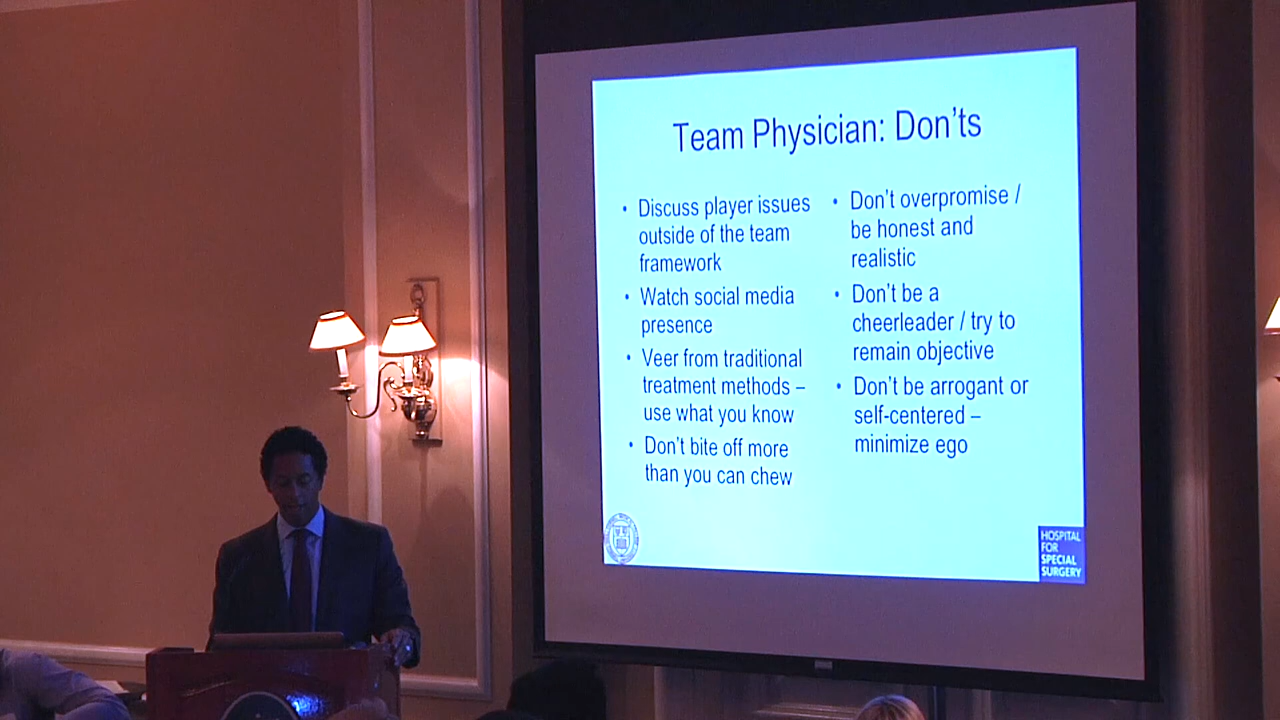 Team Physician: Don'ts
• Discuss player issues
outside of the team
framework
• Watch social media
presence
• Veer from traditional
treatment methods –
use what you know
• Don't bite off more
than you can chew
• Don't overpromise /
be honest and
realistic
• Don't be a
cheerleader / try to
remain objective
• Don't be arrogant or
self-centered –
minimize ego
HOSPITAL
FOR
SPECIAL
SURGERY